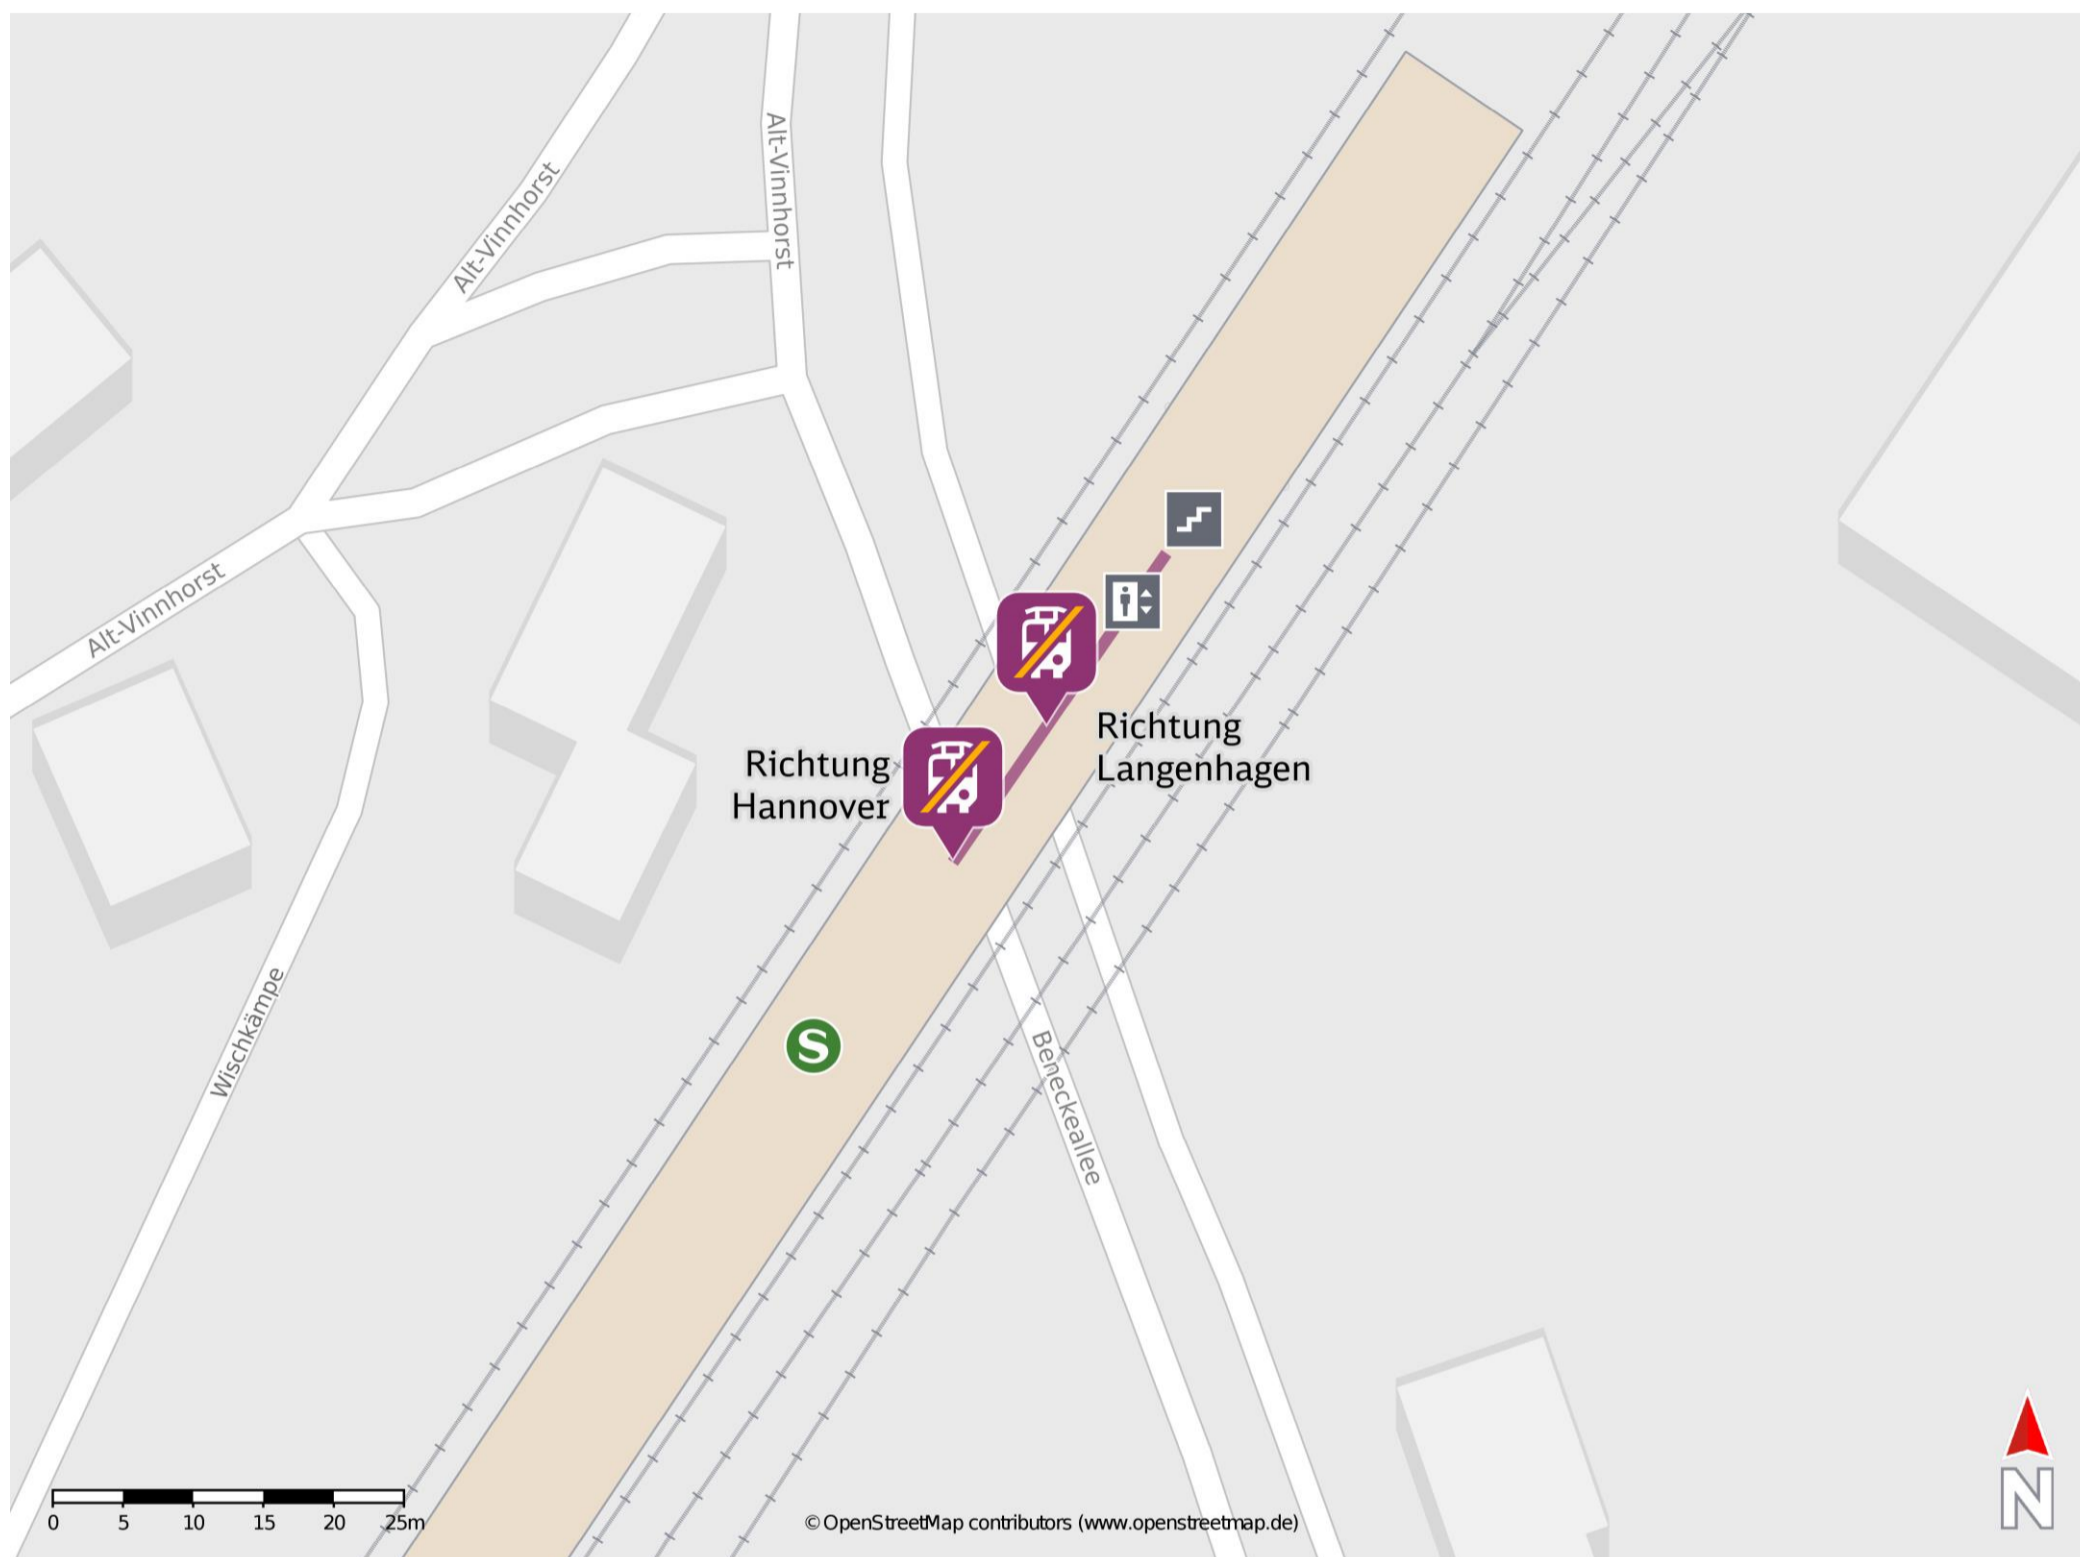 Alt-Vinnhorst
Alt-Vinnhorst
Alt-Vinnhorst
Richtung
Langenhagen
Richtung
Hannover
Wischkämpe
S
Beneckeallee
0 5 10 15 20 25m
© OpenStreetMap contributors (www.openstreetmap.de)
N